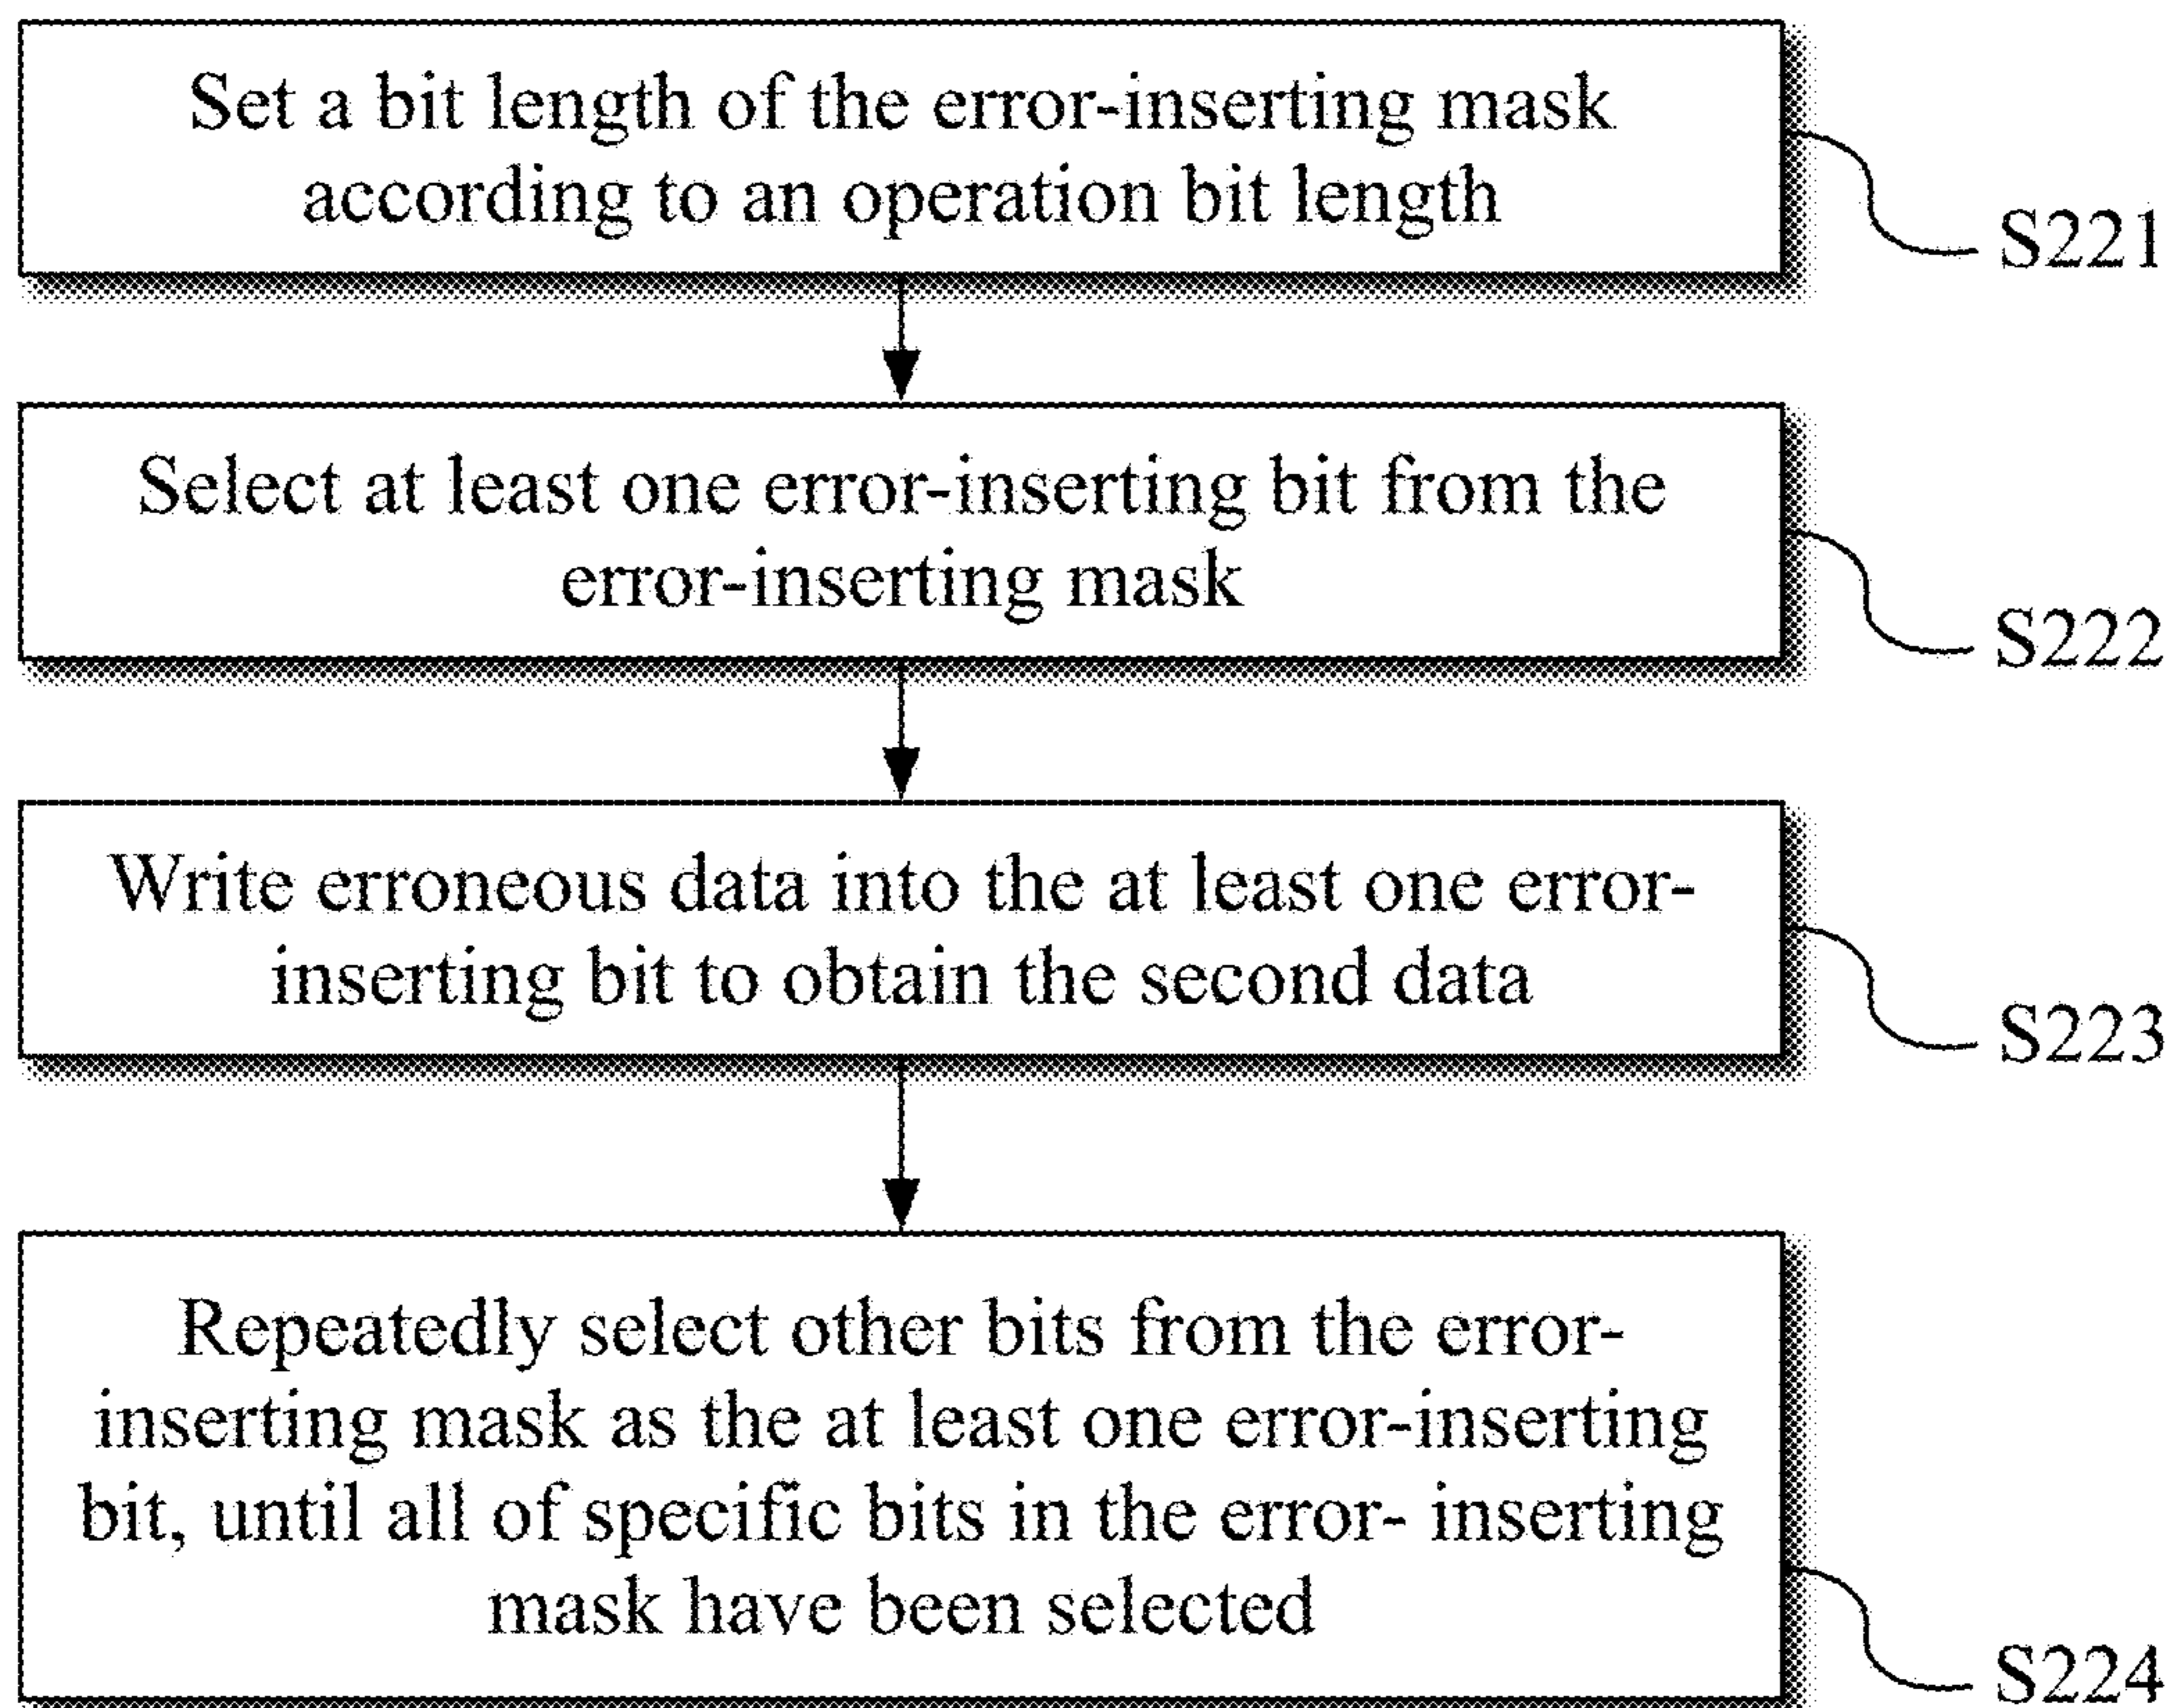 Set a bit length of the error-inserting mask
according to an operation bit length
S221
Select at least one error-inserting bit from the
error-inserting mask
S222
Write erroneous data into the at least one error-
inserting bit to obtain the second data
S223
Repeatedly select other bits from the error-
inserting mask as the at least one error-inserting
bit, until all of specific bits in the error- inserting
mask have been selected
S224